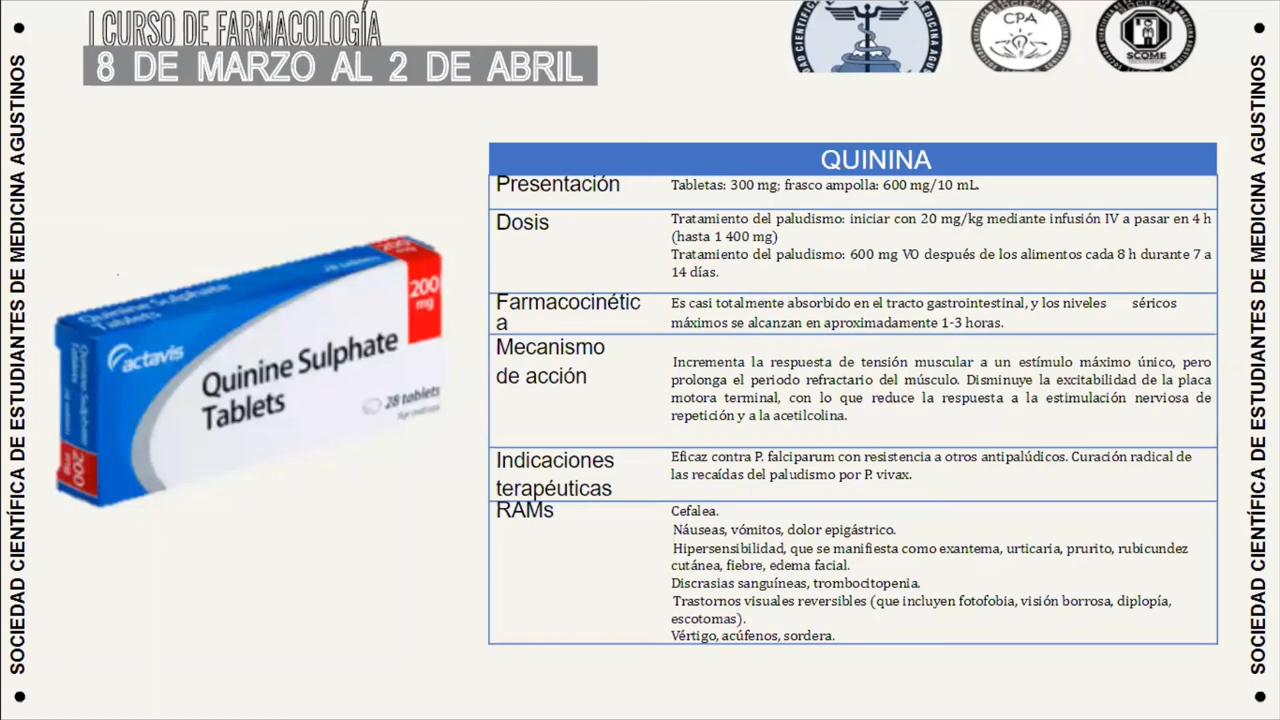 I CURSO DE FARMACOLOGÍA
8 DE MARZO AL 2 DE ABRIL
CPA
SCOME
SOCIEDAD CIENTÍFICA DE ESTUDIANTES DE MEDICINA AGUSTINOS
QUININA
Presentación
Tabletas: 300 mg; frasco ampolla: 600 mg/10 mL.
Dosis
Tratamiento del paludismo: iniciar con 20 mg/kg mediante infusión IV a pasar en 4 h
(hasta 1 400 mg)
Tratamiento del paludismo: 600 mg VO después de los alimentos cada 8 h durante 7 a
14 días.
Farmacocinétic
a
Es casi totalmente absorbido en el tracto gastrointestinal, y los niveles séricos
máximos se alcanzan en aproximadamente 1-3 horas.
Mecanismo
de acción
Incrementa la respuesta de tensión muscular a un estímulo máximo único, pero
prolonga el periodo refractario del músculo. Disminuye la excitabilidad de la placa
motora terminal, con lo que reduce la respuesta a la estimulación nerviosa de
repetición y a la acetilcolina.
Indicaciones
terapéuticas
Eficaz contra P. falciparum con resistencia a otros antipalúdicos. Curación radical de
las recaídas del paludismo por P. vivax.
RAMs
Cefalea.
Náuseas, vómitos, dolor epigástrico.
Hipersensibilidad, que se manifiesta como exantema, urticaria, prurito, rubicundez
cutánea, fiebre, edema facial.
Discrasias sanguíneas, trombocitopenia.
Trastornos visuales reversibles (que incluyen fotofobia, visión borrosa, diplopía,
escotomas).
Vértigo, acúfenos, sordera.
Quinine Sulphate
Tablets
200
mg
28 tablets
actavis
Quinine Sulphate
Tablets
28 tablets
Quinine Sulphate
Tablets
200
mg
SOCIEDAD CIENTÍFICA DE ESTUDIANTES DE MEDICINA AGUSTINOS